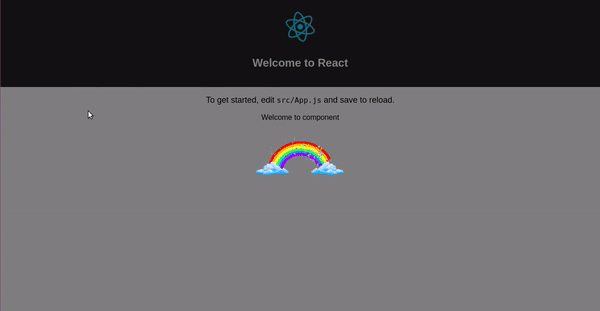 Welcome to React
To get started, edit src/App.js and save to reload.
Welcome to component